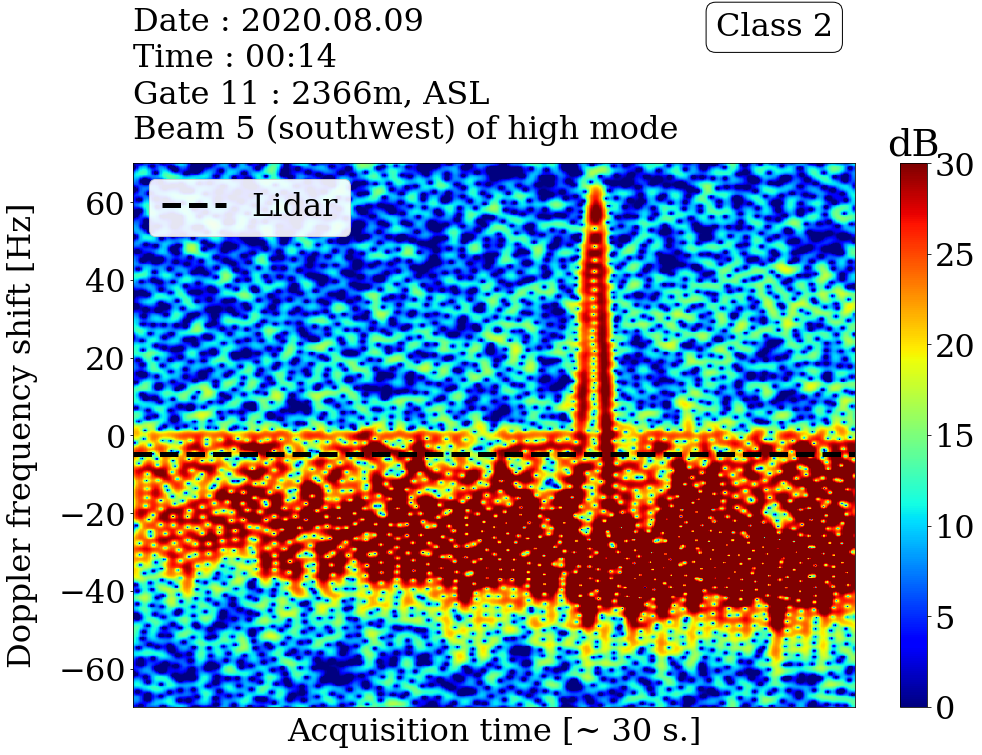 Date : 2020.08.09
Time : 00:14
Gate 11 : 2366m, ASL
Beam 5 (southwest) of high mode
Class 2
dB
Lidar
Doppler frequency shift [Hz]
60
40
20
0
−20
−40
−60
30
25
20
15
10
5
0
Acquisition time [~ 30 s.]